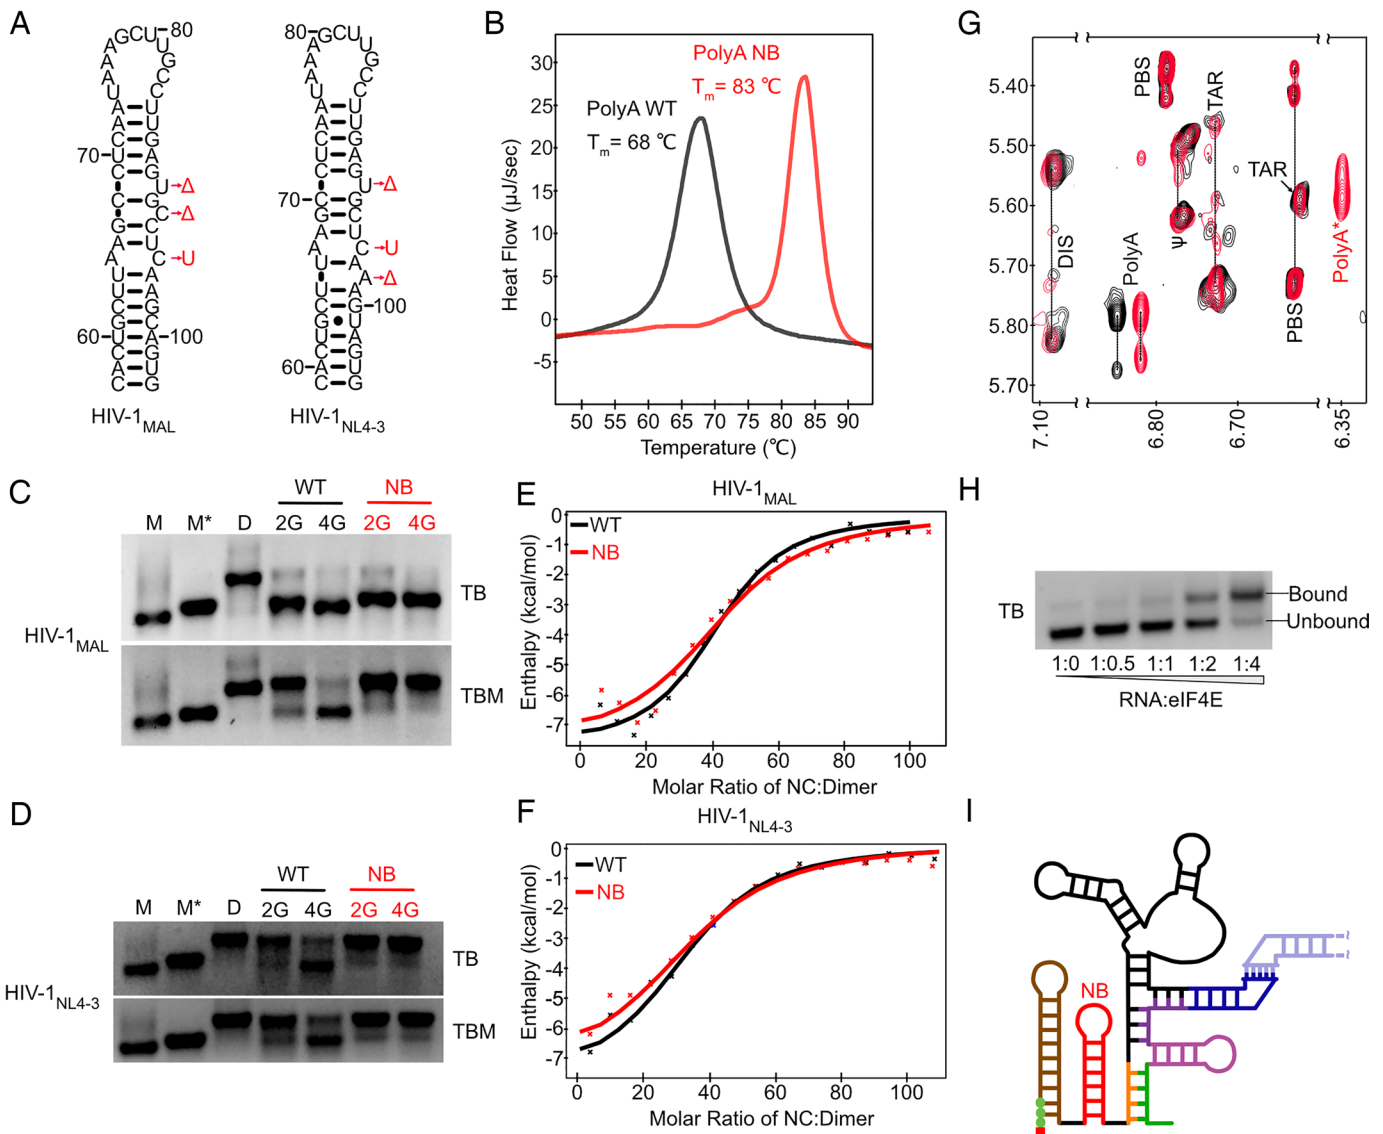 A
80
70
60
100
Δ
Δ
U
HIV-1MAL
80
70
60
100
Δ
U
Δ
HIV-1NL4-3
B
PolyA NB
Tm= 83 ℃
PolyA WT
Tm= 68 ℃
Heat Flow (µJ/sec)
30
25
20
15
10
5
0
-5
50 55 60 65 70 75 80 85 90
Temperature (℃)
G
5.40
5.50
5.60
5.70
5.80
5.70
PBS
TAR
TAR
DIS
PolyA
Ψ
PBS
PolyA*
7.10 6.80 6.70 6.35
C
WT NB
M M* D 2G 4G 2G 4G
HIV-1MAL
TB
TBM
D
WT NB
M M* D 2G 4G 2G 4G
HIV-1NL4-3
TB
TBM
E
HIV-1MAL
WT
NB
Enthalpy (kcal/mol)
0
-1
-2
-3
-4
-5
-6
-7
0 20 40 60 80 100
Molar Ratio of NC:Dimer
F
HIV-1NL4-3
WT
NB
Enthalpy (kcal/mol)
0
-1
-2
-3
-4
-5
-6
-7
0 20 40 60 80 100
Molar Ratio of NC:Dimer
H
TB
Bound
Unbound
1:0 1:0.5 1:1 1:2 1:4
RNA:eIF4E
I
NB